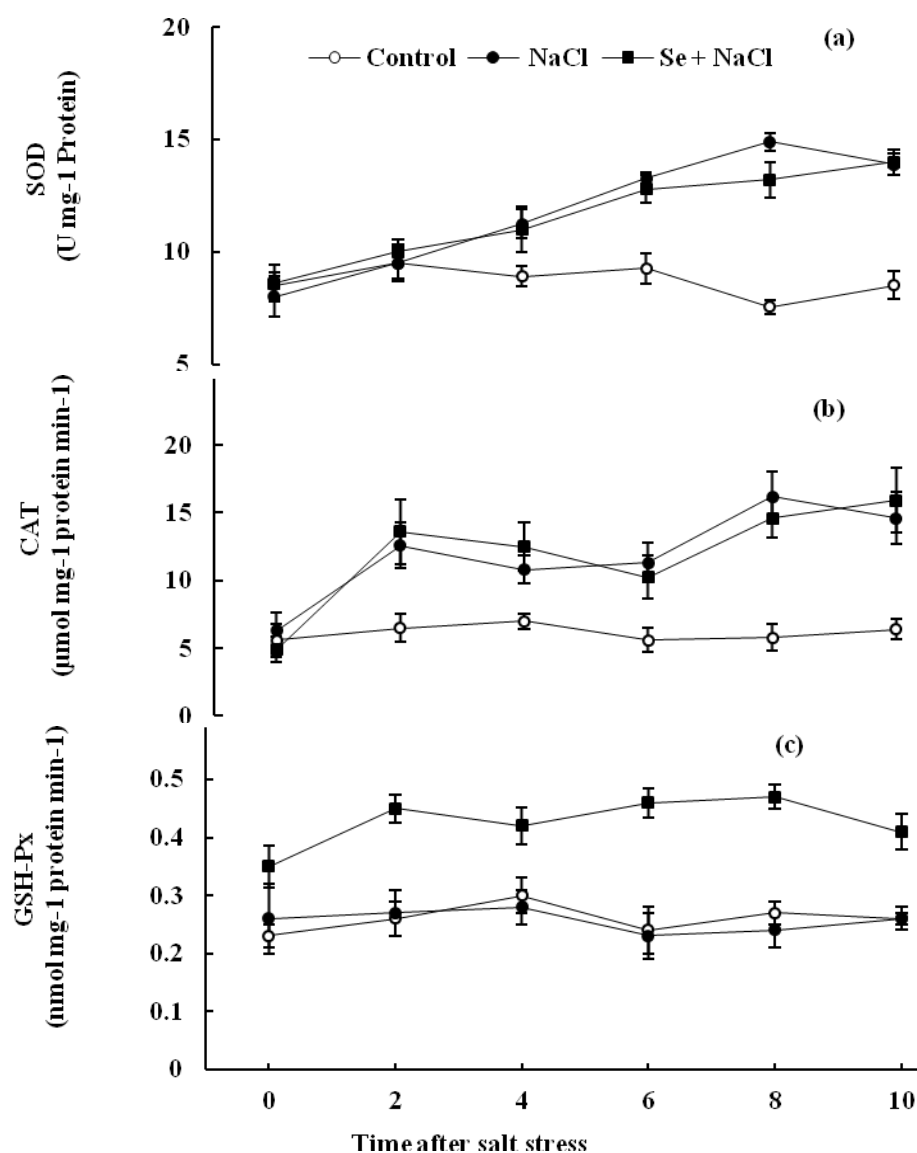 20
(a)
Control NaCl Se + NaCl
15
10
5
SOD
(U mg-1 Protein)
(b)
20
15
10
5
0
CAT
(µmol mg-1 protein min-1)
(c)
0.5
0.4
0.3
0.2
0.1
0
GSH-Px
(nmol mg-1 protein min-1)
0 2 4 6 8 10
Time after salt stress